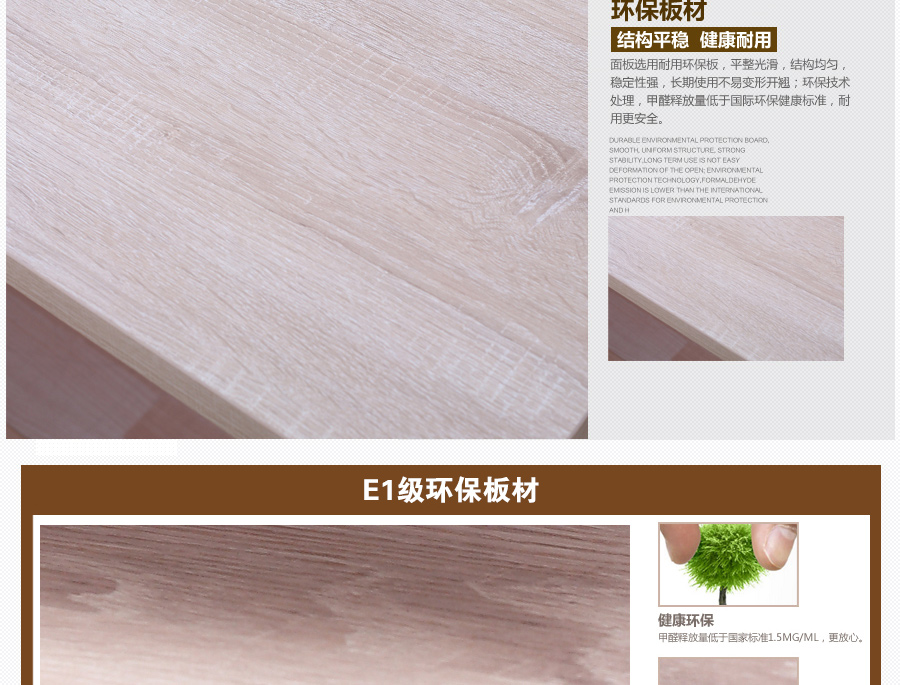 环保板材
结构平稳 健康耐用
面板选用耐用环保板，平整光滑，结构均匀，
稳定性强，长期使用不易变形开翘；环保技术
处理，甲醛释放量低于国际环保健康标准，耐
用更安全。
DURABLE ENVIRONMENTAL PROTECTION BOARD,
SMOOTH, UNIFORM STRUCTURE, STRONG
STABILITY,LONG TERM USE IS NOT EASY
DEFORMATION OF THE OPEN; ENVIRONMENTAL
PROTECTION TECHNOLOGY,FORMALDEHYDE
EMISSION IS LOWER THAN THE INTERNATIONAL
STANDARDS FOR ENVIRONMENTAL PROTECTION
AND H
E1级环保板材
健康环保
甲醛释放量低于国家标准1.5MG/ML，更放心。